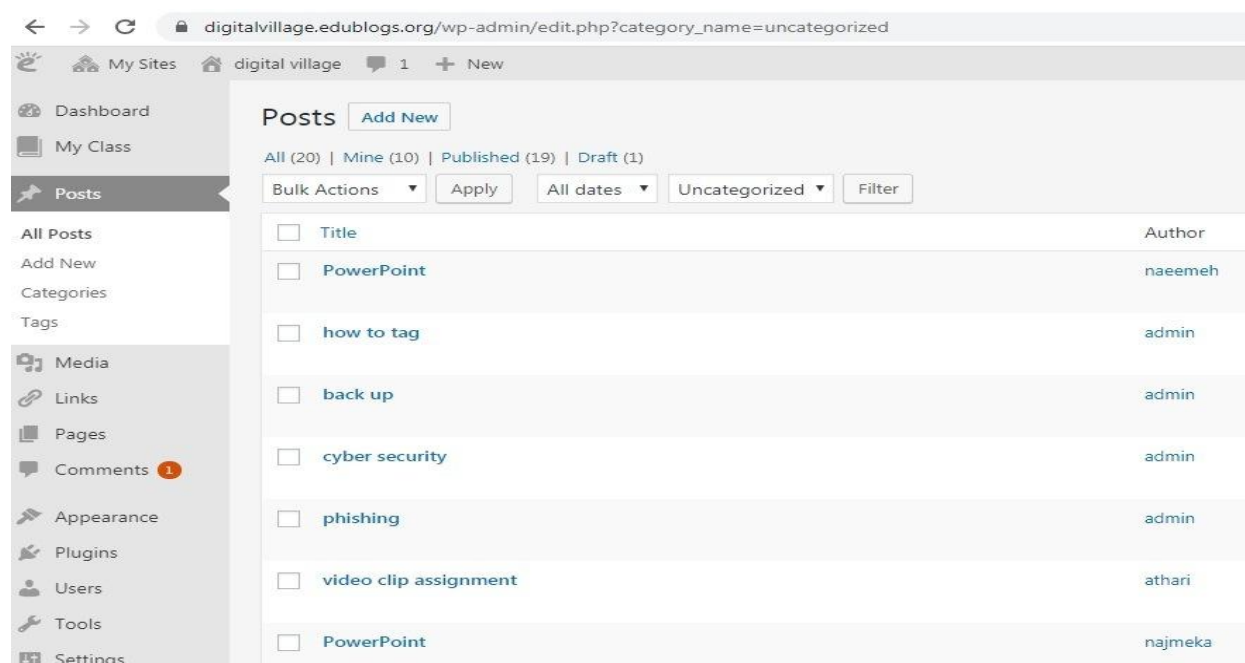 digitalvillage.edublogs.org/wp-admin/edit.php?category_name=uncategorized
My Sites digital village 1 + New
Dashboard
My Class
Posts
All Posts
Add New
Categories
Tags
Media
Links
Pages
Comments 1
Appearance
Plugins
Users
Tools
Settings
Posts Add New
All (20) | Mine (10) | Published (19) | Draft (1)
Bulk Actions Apply All dates Uncategorized Filter
Title Author
PowerPoint naeemeh
how to tag admin
back up admin
cyber security admin
phishing admin
video clip assignment athari
PowerPoint najmeka